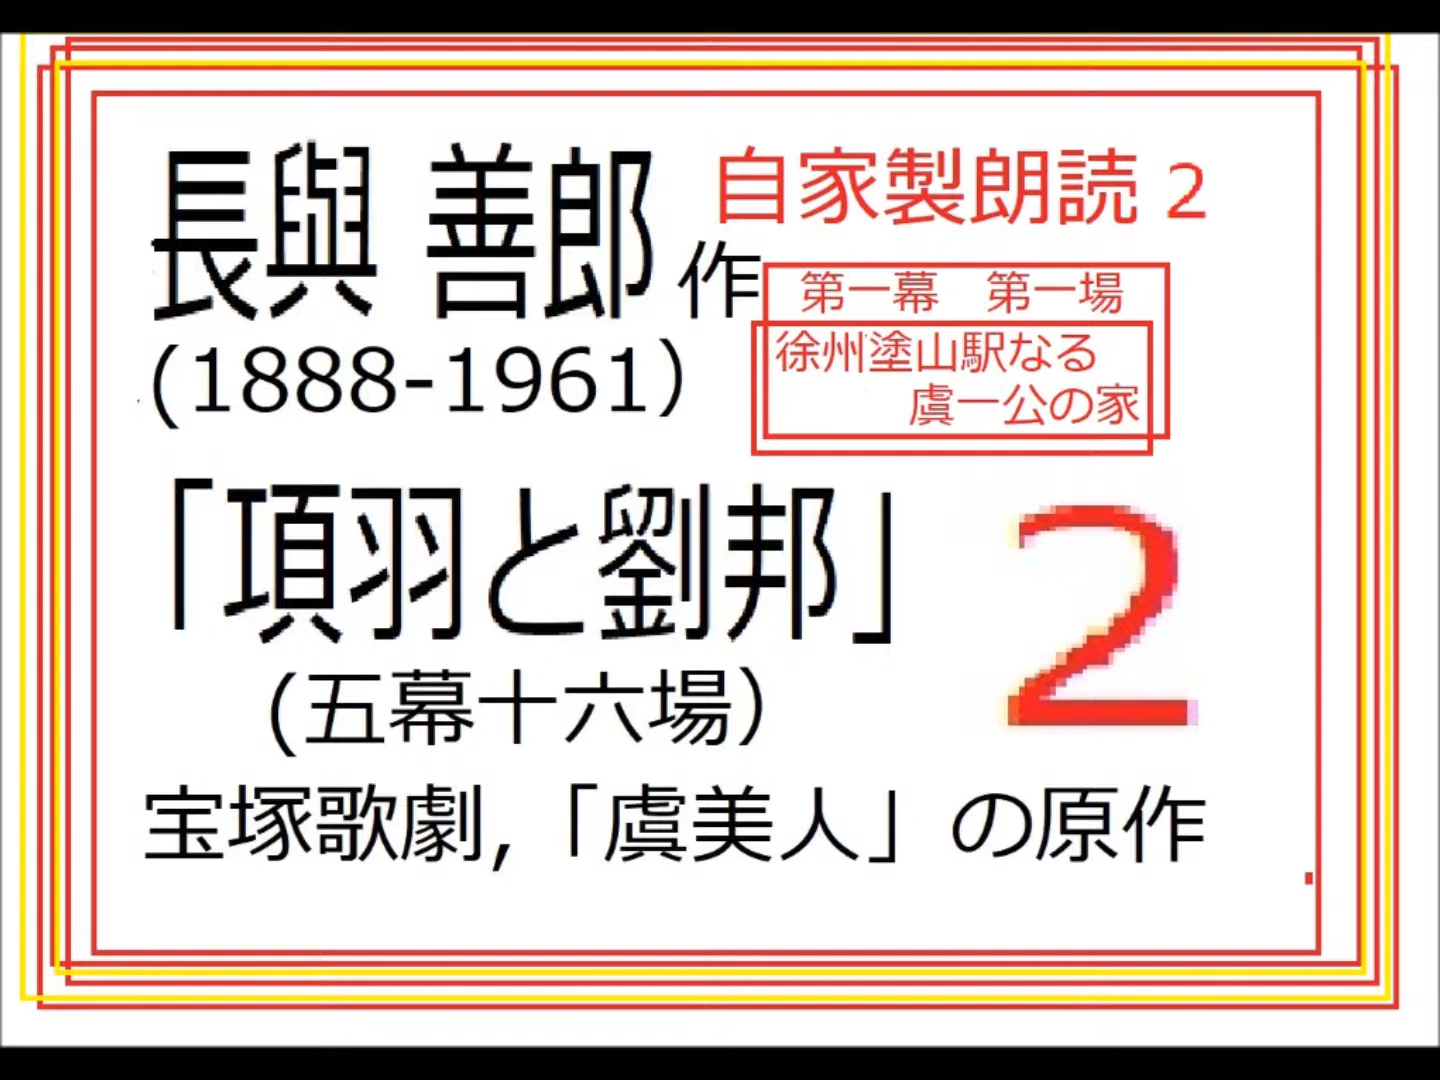 長與 善郎 作
(1888-1961)
自家製朗読 2
第一幕 第一場
徐州塗山駅なる
虞一公の家
「項羽と劉邦」
2
(五幕十六場)
宝塚歌劇,「虞美人」の原作